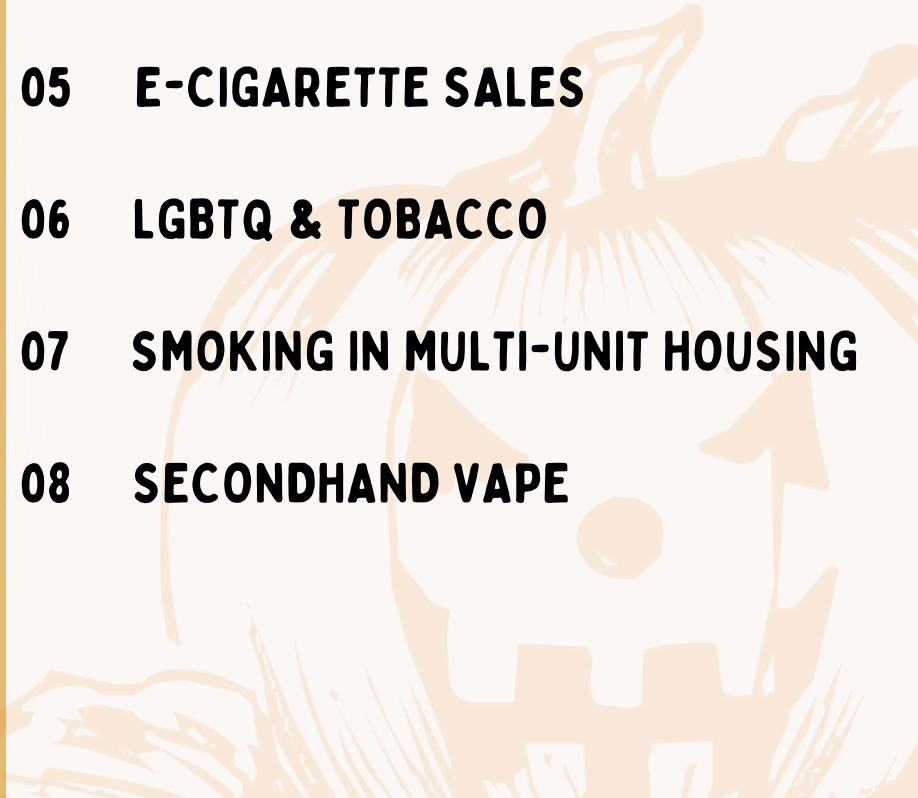 05 E-CIGARETTE SALES
06 LGBTQ & TOBACCO
07 SMOKING IN MULTI-UNIT HOUSING
08 SECONDHAND VAPE